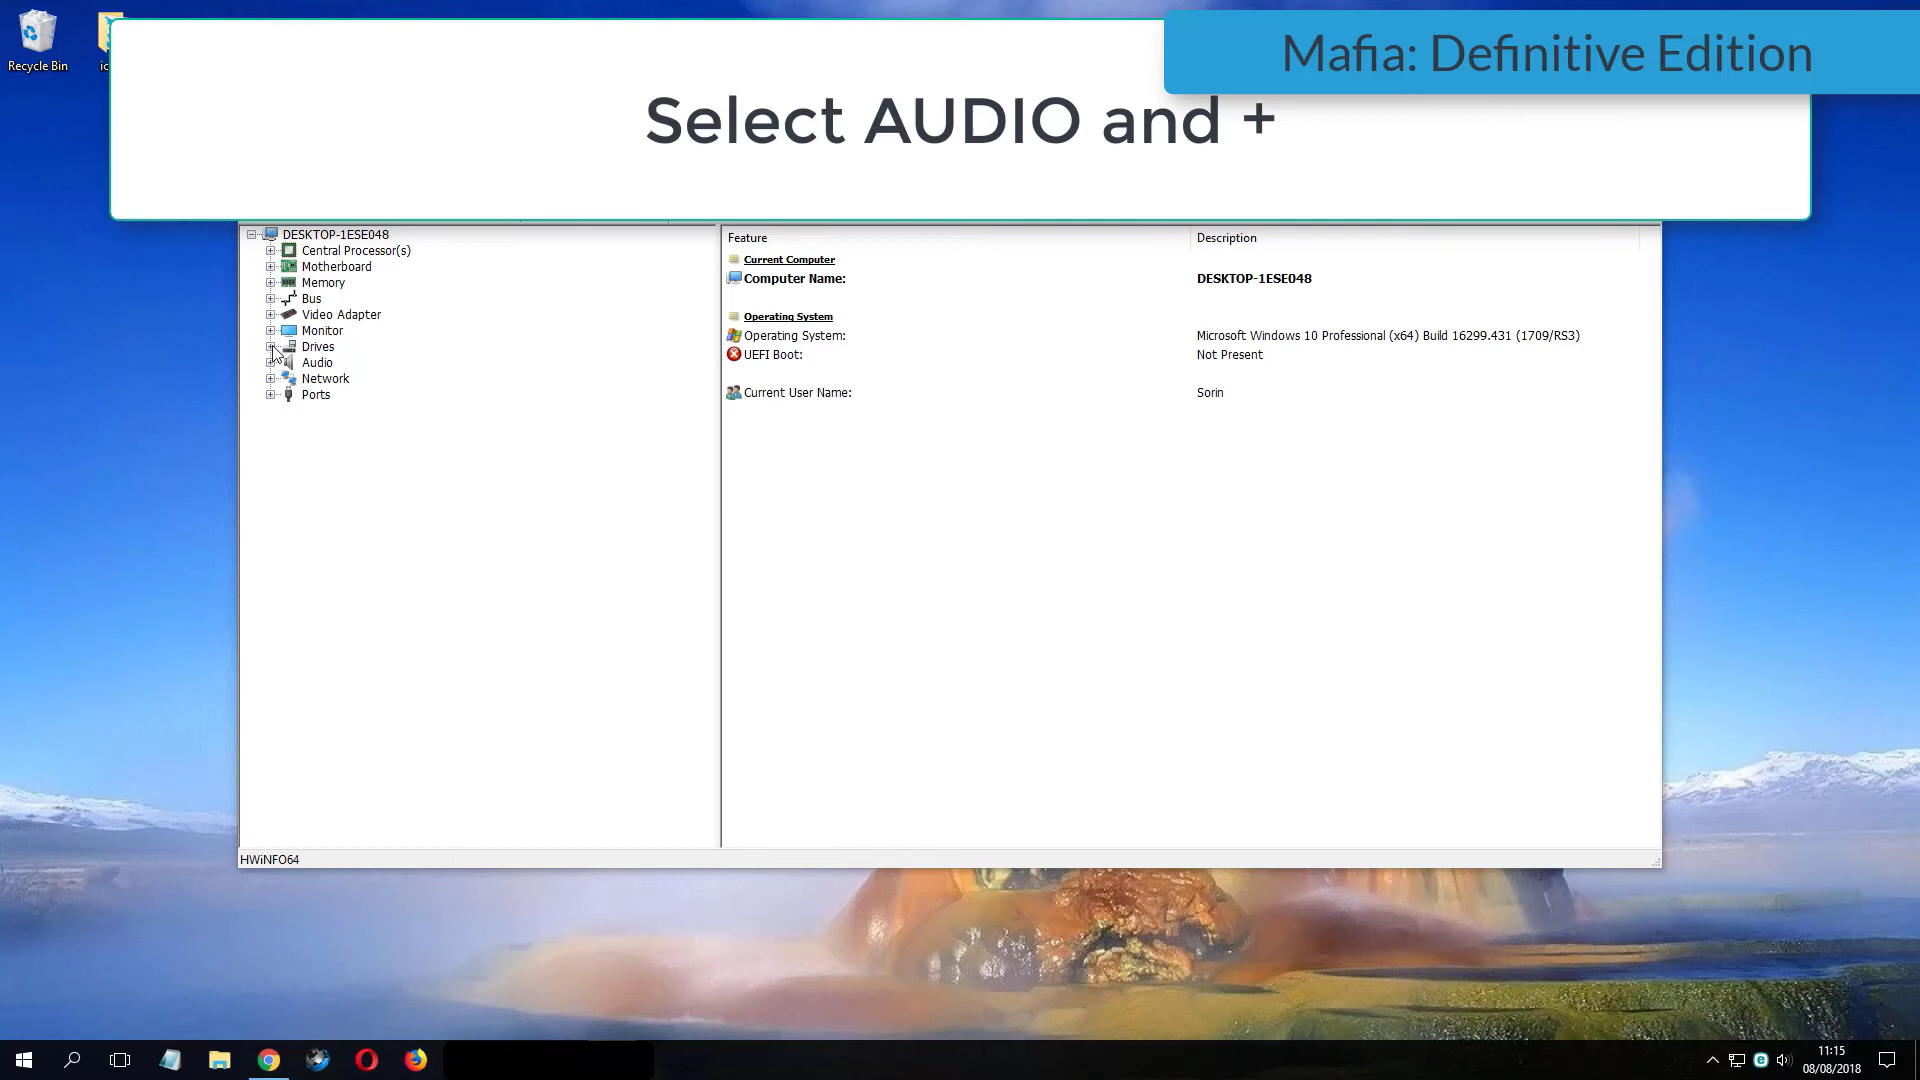 Recycle Bin
ic
Mafia: Definitive Edition
Select AUDIO and +
DESKTOP-1ESE048
Central Processor(s)
Motherboard
Memory
Bus
Video Adapter
Monitor
Drives
Audio
Network
Ports
Feature
Description
Current Computer
Computer Name:
DESKTOP-1ESE048
Operating System
Operating System:
Microsoft Windows 10 Professional (x64) Build 16299.431 (1709/RS3)
UEFI Boot:
Not Present
Current User Name:
Sorin
HWiNFO64
11:15
08/08/2018